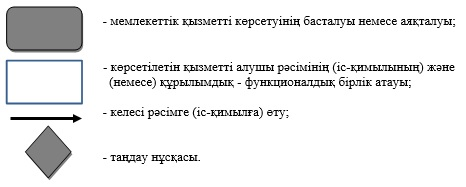 - мемлекеттік қызметті көрсетуінің басталуы немесе аяқталуы;
- көрсетілетін қызметті алушы рәсімінің (іс-қимылының) және
(немесе) құрылымдық - функционалдық бірлік атауы;
- келесі рәсімге (іс-қимылға) өту;
- таңдау нұсқасы.